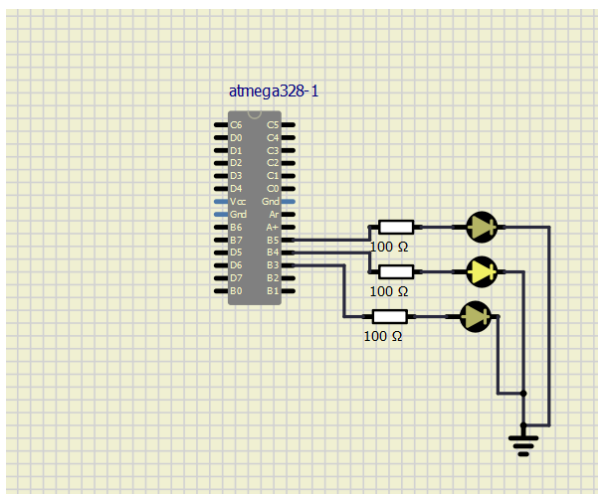 atmega328-1
C6 C5
D0 C4
D1 C3
D2 C2
D3 C1
D4 C0
Vcc Gnd
Gnd Ar
B6 A+
B7 B5
D5 B4
D6 B3
D7 B2
B0 B1
100 Ω
100 Ω
100 Ω